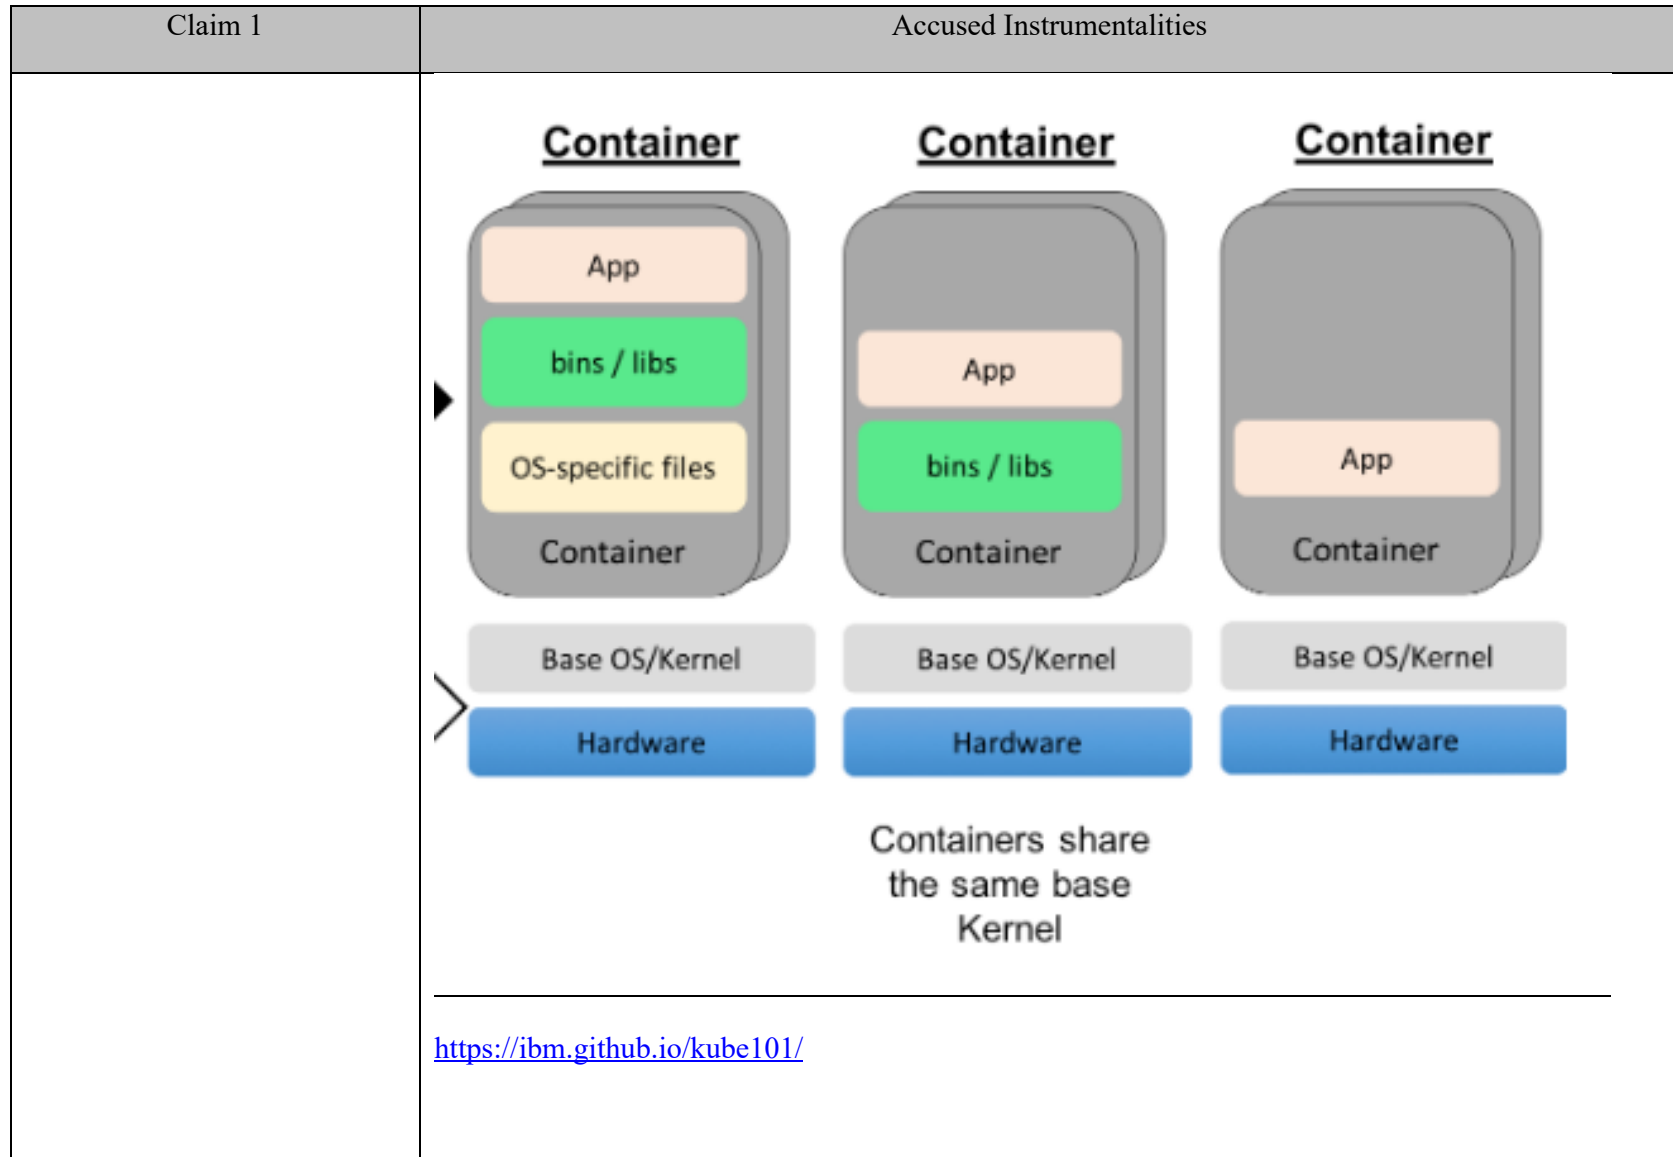 Claim 1
Accused Instrumentalities
Container
App
bins / libs
OS-specific files
Container
Base OS/Kernel
Hardware
Container
App
bins / libs
Container
Base OS/Kernel
Hardware
Container
App
Container
Base OS/Kernel
Hardware
Containers share
the same base
Kernel
https://ibm.github.io/kube101/